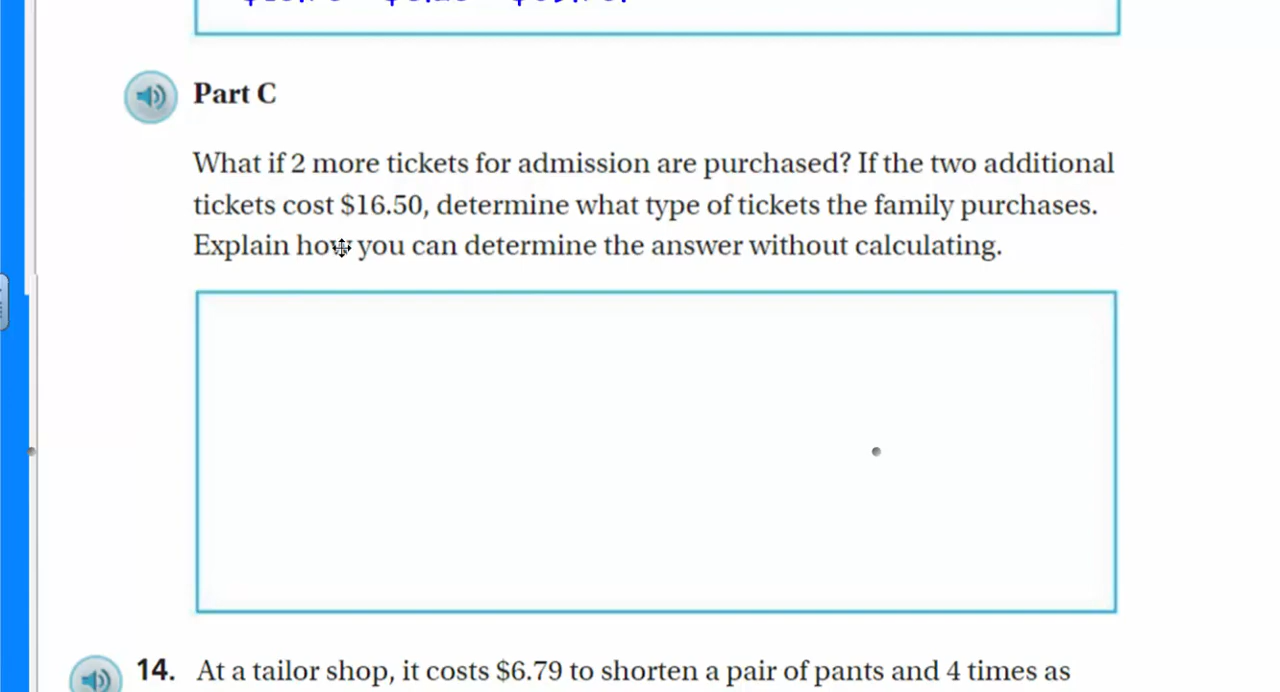 Part C
What if 2 more tickets for admission are purchased? If the two additional
tickets cost $16.50, determine what type of tickets the family purchases.
Explain how you can determine the answer without calculating.
14. At a tailor shop, it costs $6.79 to shorten a pair of pants and 4 times as